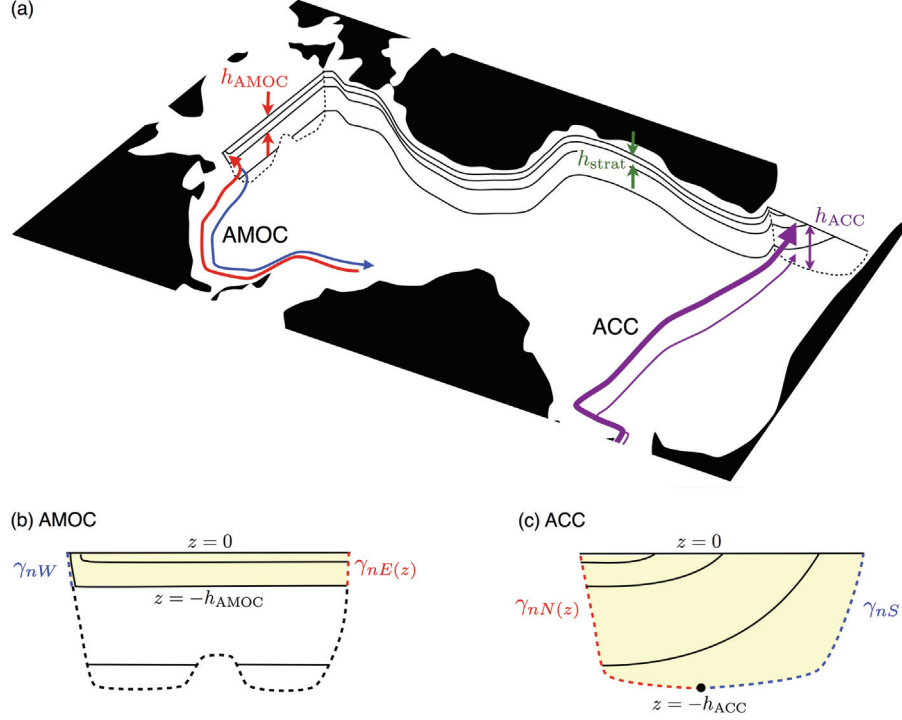 (a)
h_AMOC
h_strat
h_ACC
AMOC
ACC
(b) AMOC
z = 0
γ_nW
γ_nE(z)
z = −h_AMOC
(c) ACC
z = 0
γ_nN(z)
γ_nS
z = −h_ACC